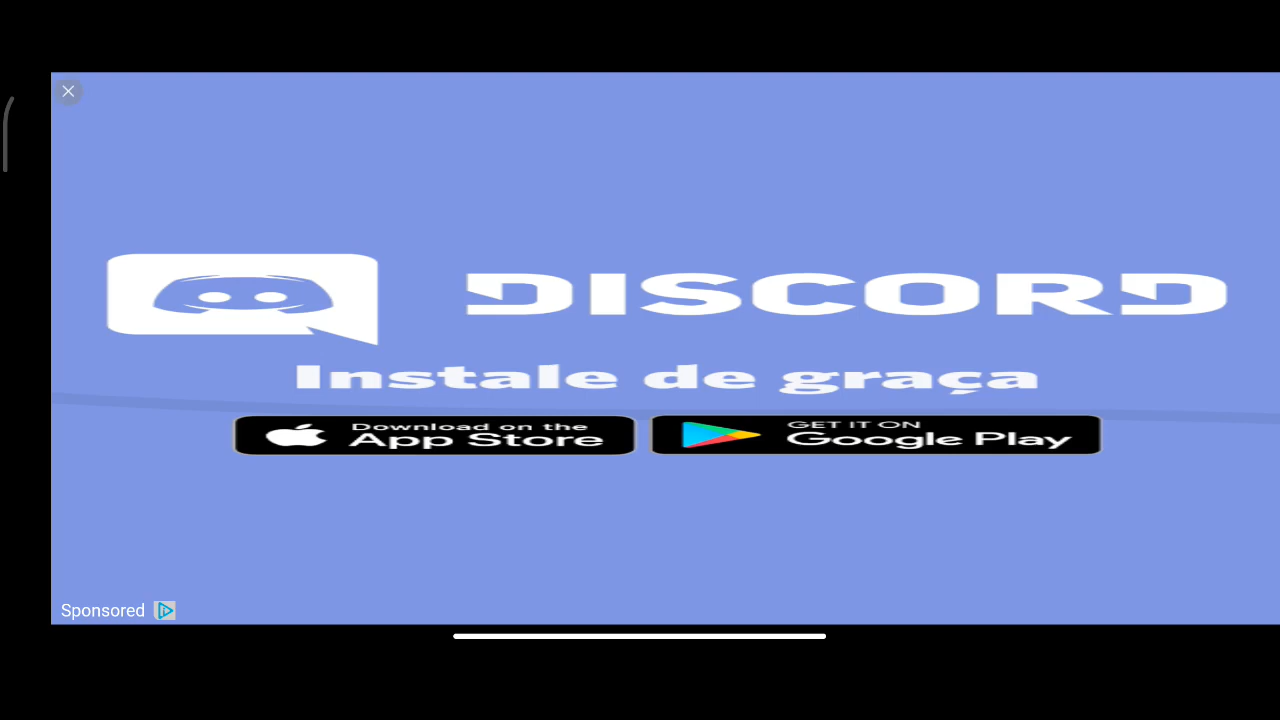 DISCORD
Instale de graça
Download on the
App Store
GET IT ON
Google Play
Sponsored